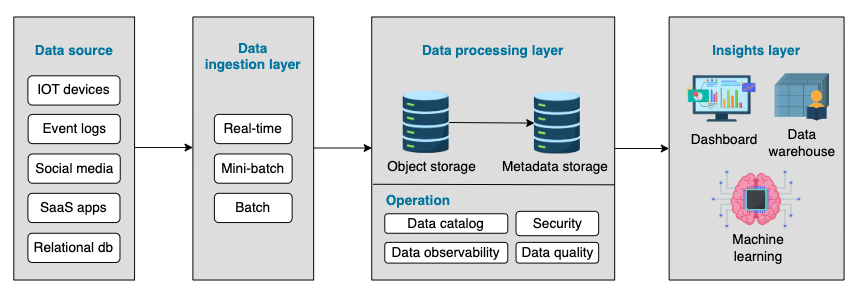 Data source
IOT devices
Event logs
Social media
SaaS apps
Relational db
Data
ingestion layer
Real-time
Mini-batch
Batch
Data processing layer
Object storage
Metadata storage
Operation
Data catalog
Security
Data observability
Data quality
Insights layer
Dashboard
Data
warehouse
Machine
learning